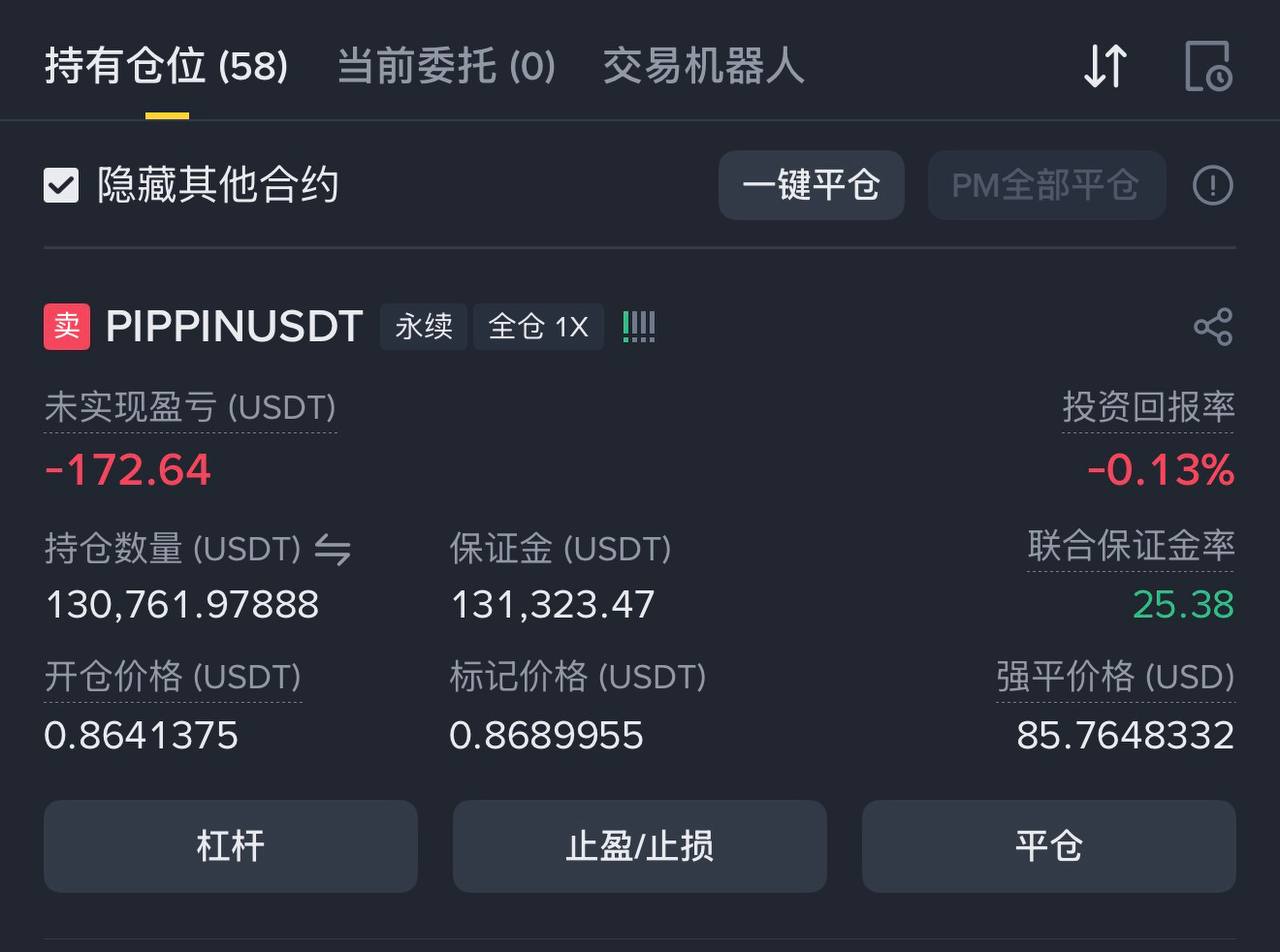 持有仓位 (58) 当前委托 (0) 交易机器人
隐藏其他合约 一键平仓 PM全部平仓
卖 PIPPINUSDT 永续 全仓 1X
未实现盈亏 (USDT) 投资回报率
-172.64 -0.13%
持仓数量 (USDT) 保证金 (USDT) 联合保证金率
130,761.97888 131,323.47 25.38
开仓价格 (USDT) 标记价格 (USDT) 强平价格 (USD)
0.8641375 0.8689955 85.7648332
杠杆 止盈/止损 平仓